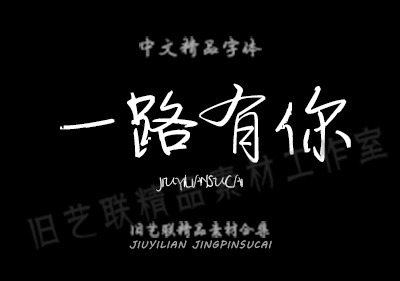 中文精品字体
一路有你
JIUYILIANSUCAI
旧艺联精品素材工作室
旧艺联精品素材合集
JIUYILIAN JINGPINSUCAI